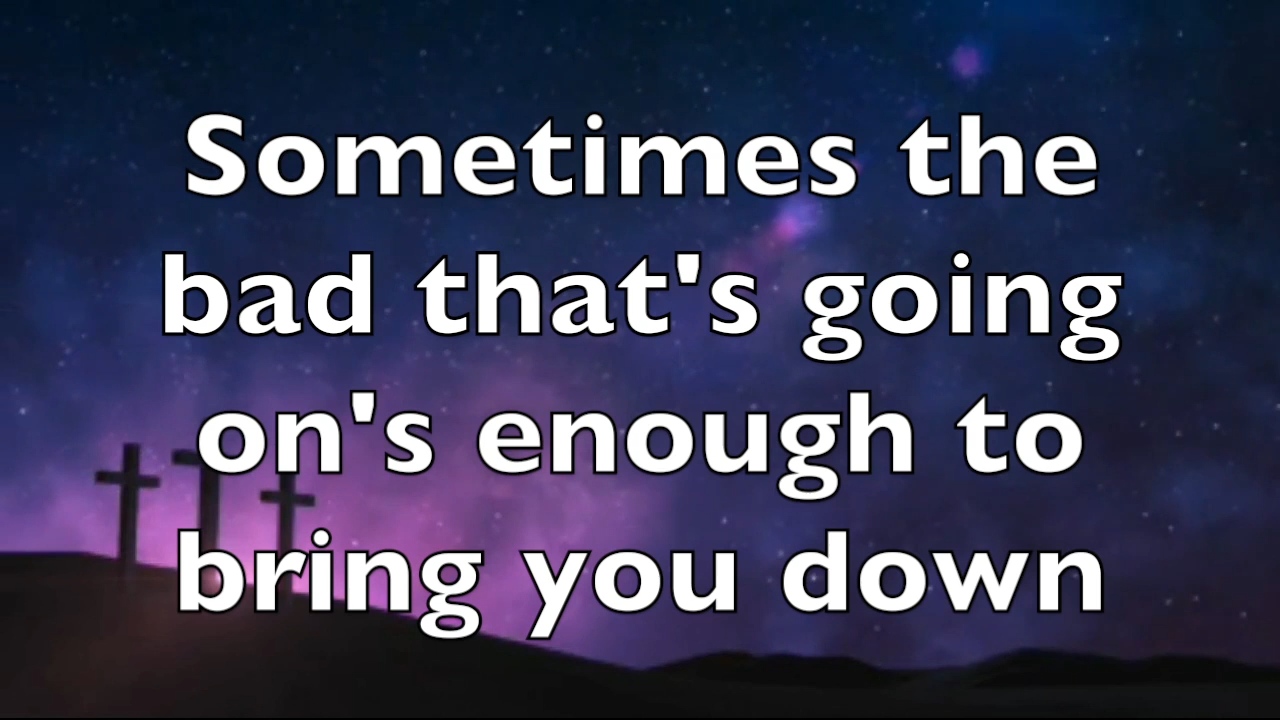 Sometimes the
bad that's going
on's enough to
bring you down